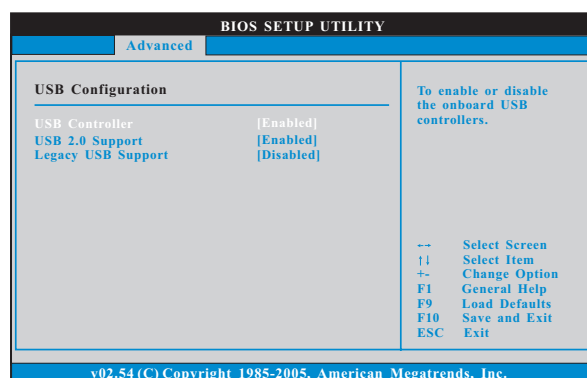 BIOS SETUP UTILITY
Advanced
USB Configuration
USB Controller [Enabled]
USB 2.0 Support [Enabled]
Legacy USB Support [Disabled]
To enable or disable
the onboard USB
controllers.
←→ Select Screen
↑↓ Select Item
+- Change Option
F1 General Help
F9 Load Defaults
F10 Save and Exit
ESC Exit
v02.54 (C) Copyright 1985-2005, American Megatrends, Inc.